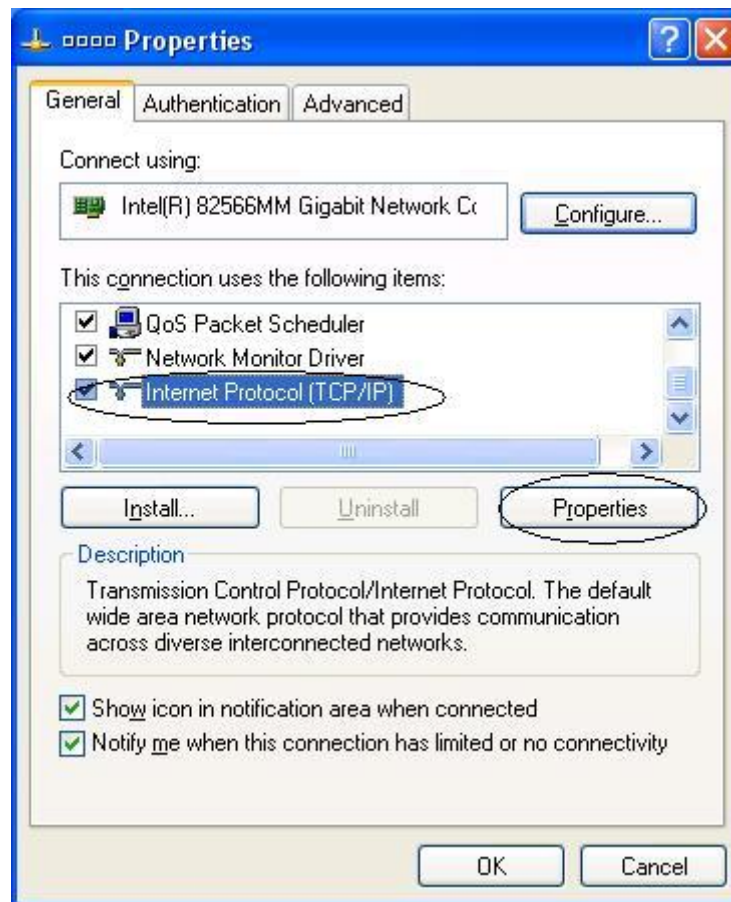 Properties
General Authentication Advanced
Connect using:
Intel(R) 82566MM Gigabit Network Co
Configure...
This connection uses the following items:
QoS Packet Scheduler
Network Monitor Driver
Internet Protocol (TCP/IP)
Install... Uninstall Properties
Description
Transmission Control Protocol/Internet Protocol. The default
wide area network protocol that provides communication
across diverse interconnected networks.
Show icon in notification area when connected
Notify me when this connection has limited or no connectivity
OK Cancel